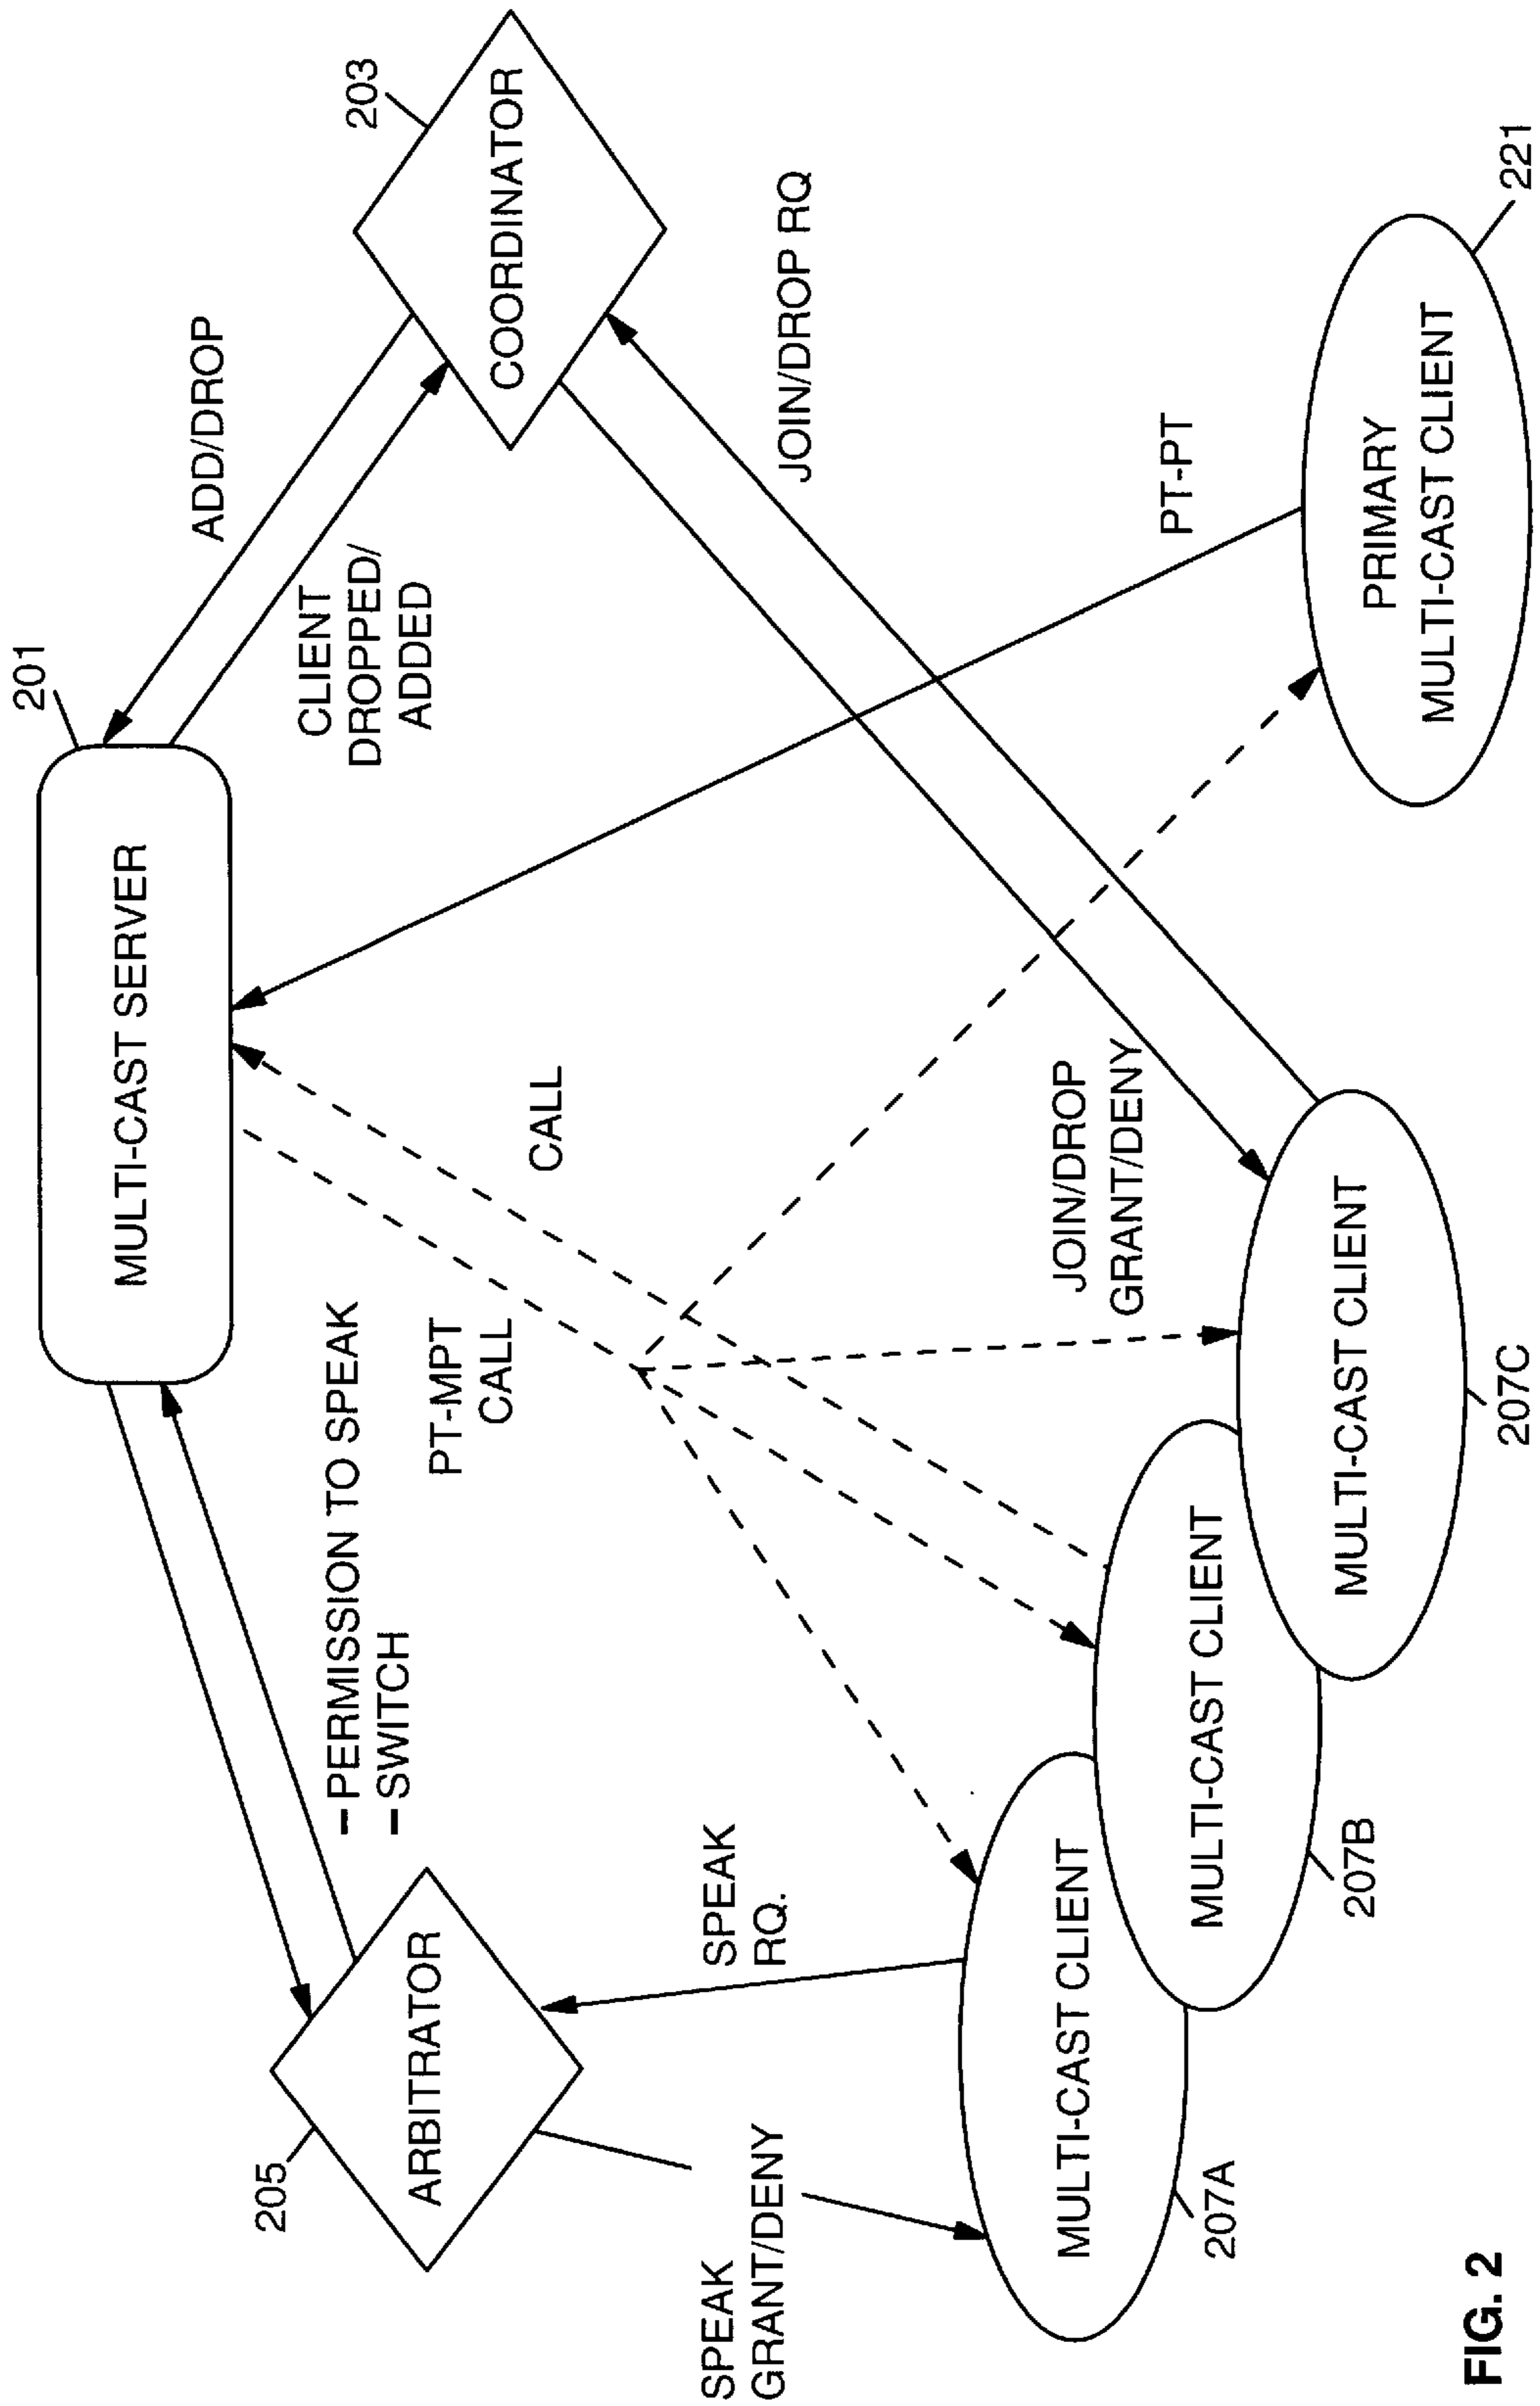 201
MULTI-CAST SERVER
203
COORDINATOR
ADD/DROP
CLIENT
DROPPED/
ADDED
205
ARBITRATOR
–PERMISSION TO SPEAK
–SWITCH
PT-MPT
CALL
CALL
JOIN/DROP RQ
PT-PT
JOIN/DROP
GRANT/DENY
SPEAK
RQ.
SPEAK
GRANT/DENY
MULTI-CAST CLIENT
207A
MULTI-CAST CLIENT
207B
MULTI-CAST CLIENT
207C
PRIMARY
MULTI-CAST CLIENT
221
FIG. 2